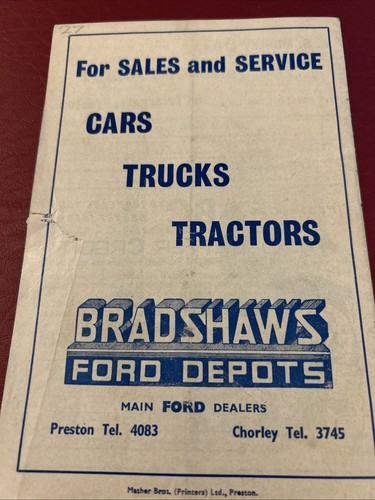 27
For SALES and SERVICE
CARS
TRUCKS
TRACTORS
BRADSHAWS
FORD DEPOTS
MAIN FORD DEALERS
Preston Tel. 4083 Chorley Tel. 3745
Mather Bros. (Printers) Ltd., Preston.